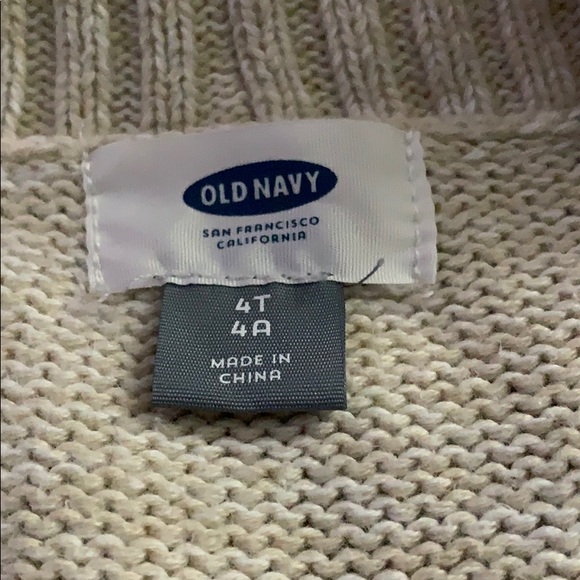 OLD NAVY
SAN FRANCISCO
CALIFORNIA
4T
4A
MADE IN
CHINA